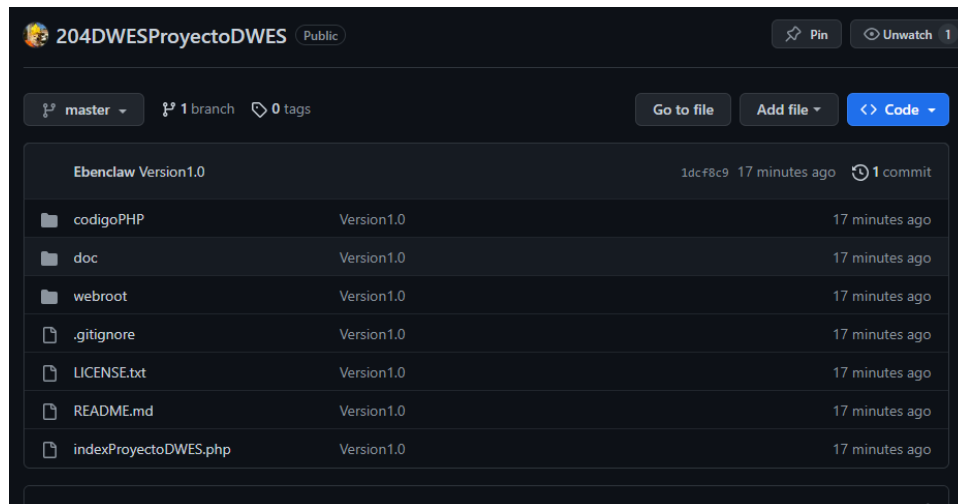 204DWESProyectoDWES Public Pin Unwatch 1
master 1 branch 0 tags Go to file Add file Code
Ebenclaw Version1.0 1dcf8c9 17 minutes ago 1 commit
codigoPHP Version1.0 17 minutes ago
doc Version1.0 17 minutes ago
webroot Version1.0 17 minutes ago
.gitignore Version1.0 17 minutes ago
LICENSE.txt Version1.0 17 minutes ago
README.md Version1.0 17 minutes ago
indexProyectoDWES.php Version1.0 17 minutes ago